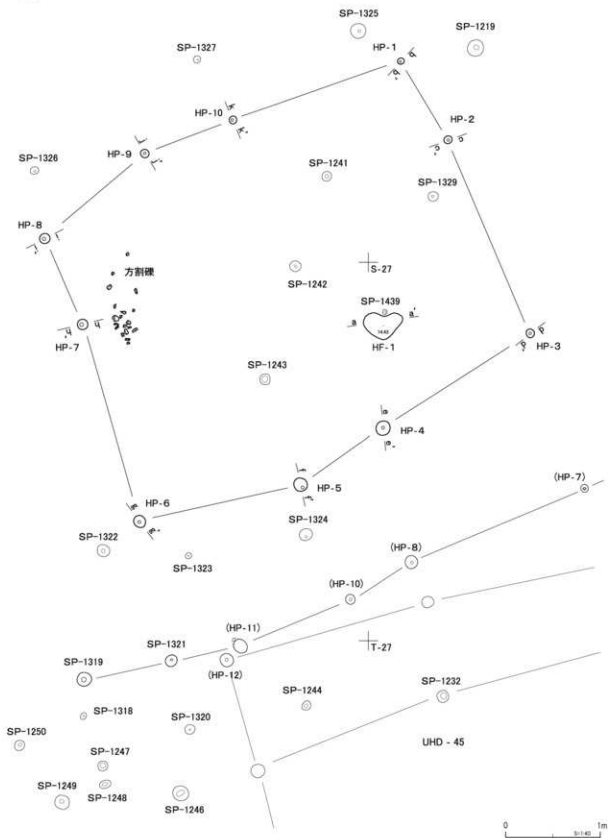 SP-1325
SP-1219
HP-1
SP-1327
HP-10
HP-2
HP-9
SP-1326
SP-1241
SP-1329
HP-8
方割礫
SP-1242
S-27
SP-1439
a
a'
HP-7
HF-1
14.43
HP-3
SP-1243
HP-4
HP-5
(HP-7)
HP-6
SP-1324
SP-1322
SP-1323
(HP-8)
(HP-10)
(HP-11)
SP-1321
T-27
SP-1319
(HP-12)
SP-1232
SP-1244
SP-1318
SP-1320
SP-1250
UHD - 45
SP-1247
SP-1248
SP-1249
SP-1246
0
1m
S=1:40